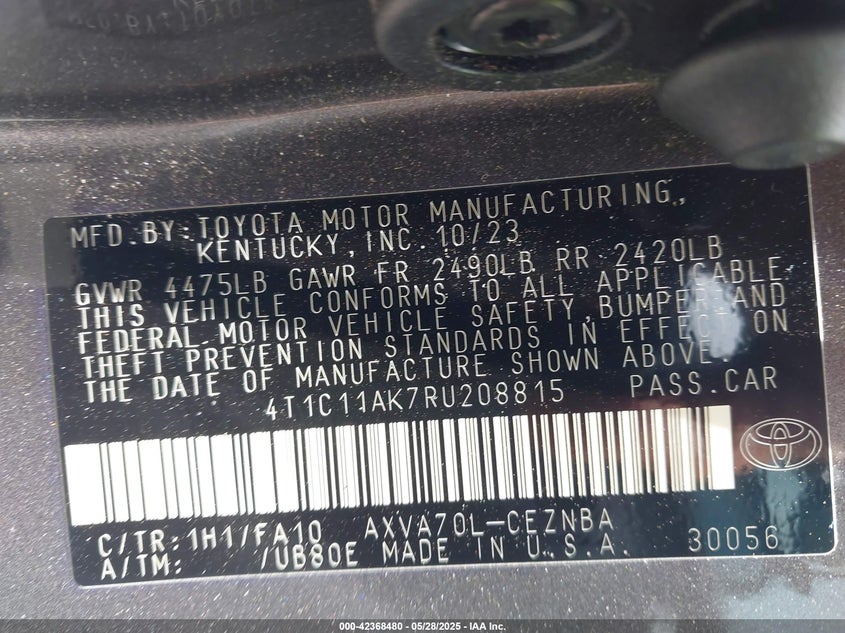 MFD. BY: TOYOTA MOTOR MANUFACTURING,
KENTUCKY, INC. 10/23
GVWR 4475LB GAWR FR 2490LB RR 2420LB
THIS VEHICLE CONFORMS TO ALL APPLICABLE
FEDERAL MOTOR VEHICLE SAFETY, BUMPER AND
THEFT PREVENTION STANDARDS IN EFFECT ON
THE DATE OF MANUFACTURE SHOWN ABOVE.
4T1C11AK7RU208815 PASS.CAR
C/TR: 1H1/FA10 AXVA70L-CEZNBA
A/TM: /UB80E MADE IN U.S.A. 30056
000-42368480 - 05/28/2025 - IAA Inc.